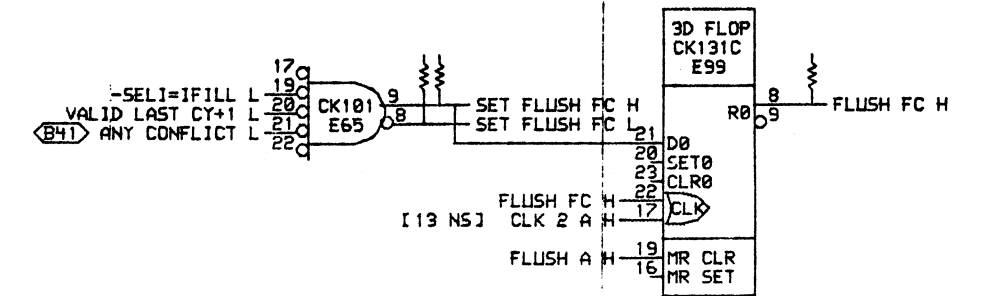 3D FLOP
CK131C
E99
17
-SELI=IFILL L 19
VALID LAST CY+1 L 20
B41 ANY CONFLICT L 21
22
CK101
E65
9 SET FLUSH FC H
8 SET FLUSH FC L
21 D0
20 SET0
23 CLR0
FLUSH FC H 22
[13 NS] CLK 2 A H 17 CLK
FLUSH A H 19 MR CLR
16 MR SET
R0 8 FLUSH FC H
9